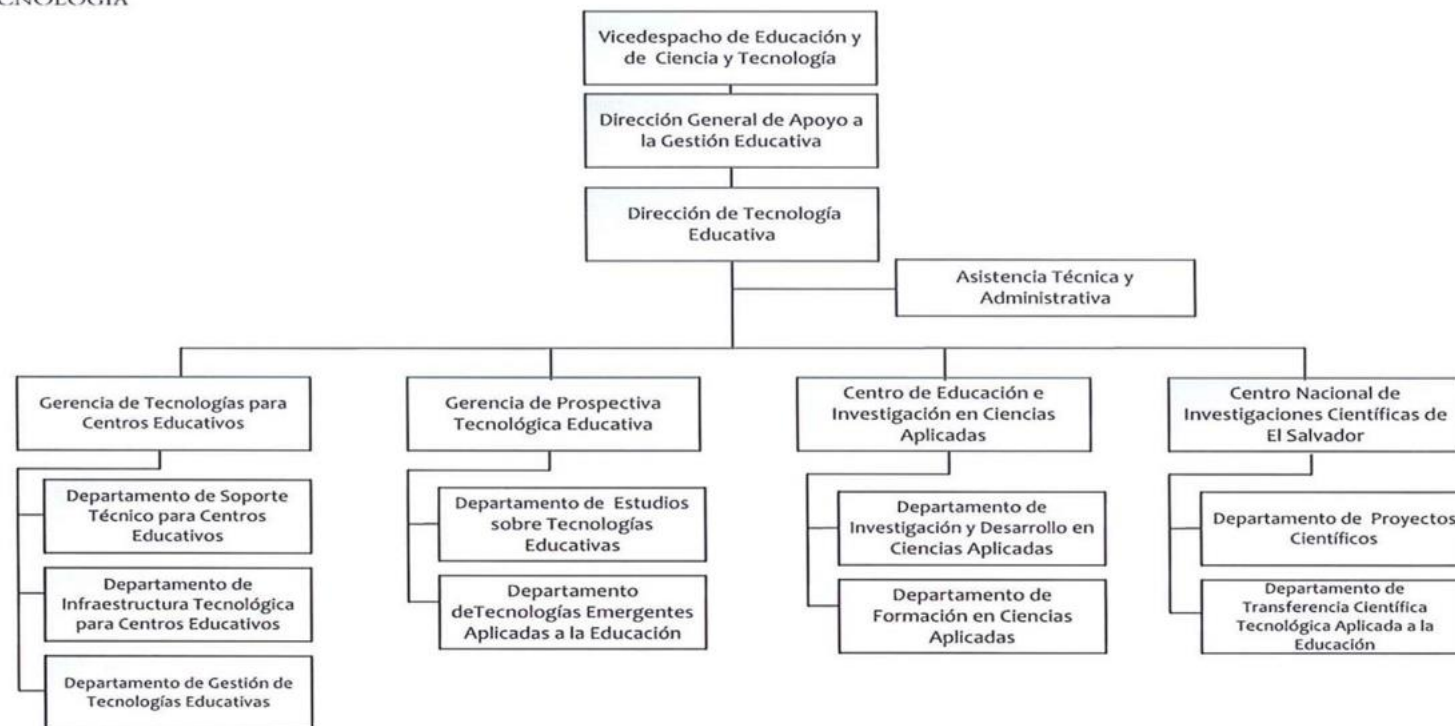 Vicedespacho de Educación y
de Ciencia y Tecnología
Dirección General de Apoyo a
la Gestión Educativa
Dirección de Tecnología
Educativa
Asistencia Técnica y
Administrativa
Gerencia de Tecnologías para
Centros Educativos
Departamento de Soporte
Técnico para Centros
Educativos
Departamento de
Infraestructura Tecnológica
para Centros Educativos
Departamento de Gestión de
Tecnologías Educativas
Gerencia de Prospectiva
Tecnológica Educativa
Departamento de Estudios
sobre Tecnologías
Educativas
Departamento
deTecnologías Emergentes
Aplicadas a la Educación
Centro de Educación e
Investigación en Ciencias
Aplicadas
Departamento de
Investigación y Desarrollo en
Ciencias Aplicadas
Departamento de
Formación en Ciencias
Aplicadas
Centro Nacional de
Investigaciones Científicas de
El Salvador
Departamento de Proyectos
Científicos
Departamento de
Transferencia Científica
Tecnológica Aplicada a la
Educación